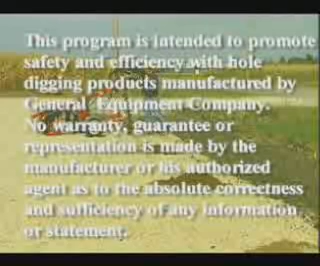 This program is intended to promote
safety and efficiency with hole
digging products manufactured by
General Equipment Company.
No warranty, guarantee or
representation is made by the
manufacturer or his authorized
agent as to the absolute correctness
and sufficiency of any information
or statement.